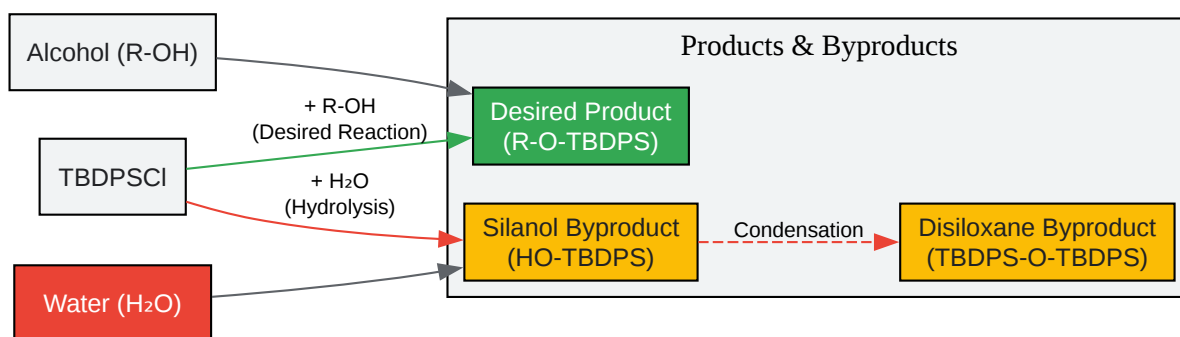 Products & Byproducts
Alcohol (R-OH)
+ R-OH
(Desired Reaction)
Desired Product
(R-O-TBDPS)
TBDPSCl
+ H₂O
(Hydrolysis)
Silanol Byproduct
(HO-TBDPS)
Condensation
Disiloxane Byproduct
(TBDPS-O-TBDPS)
Water (H₂O)